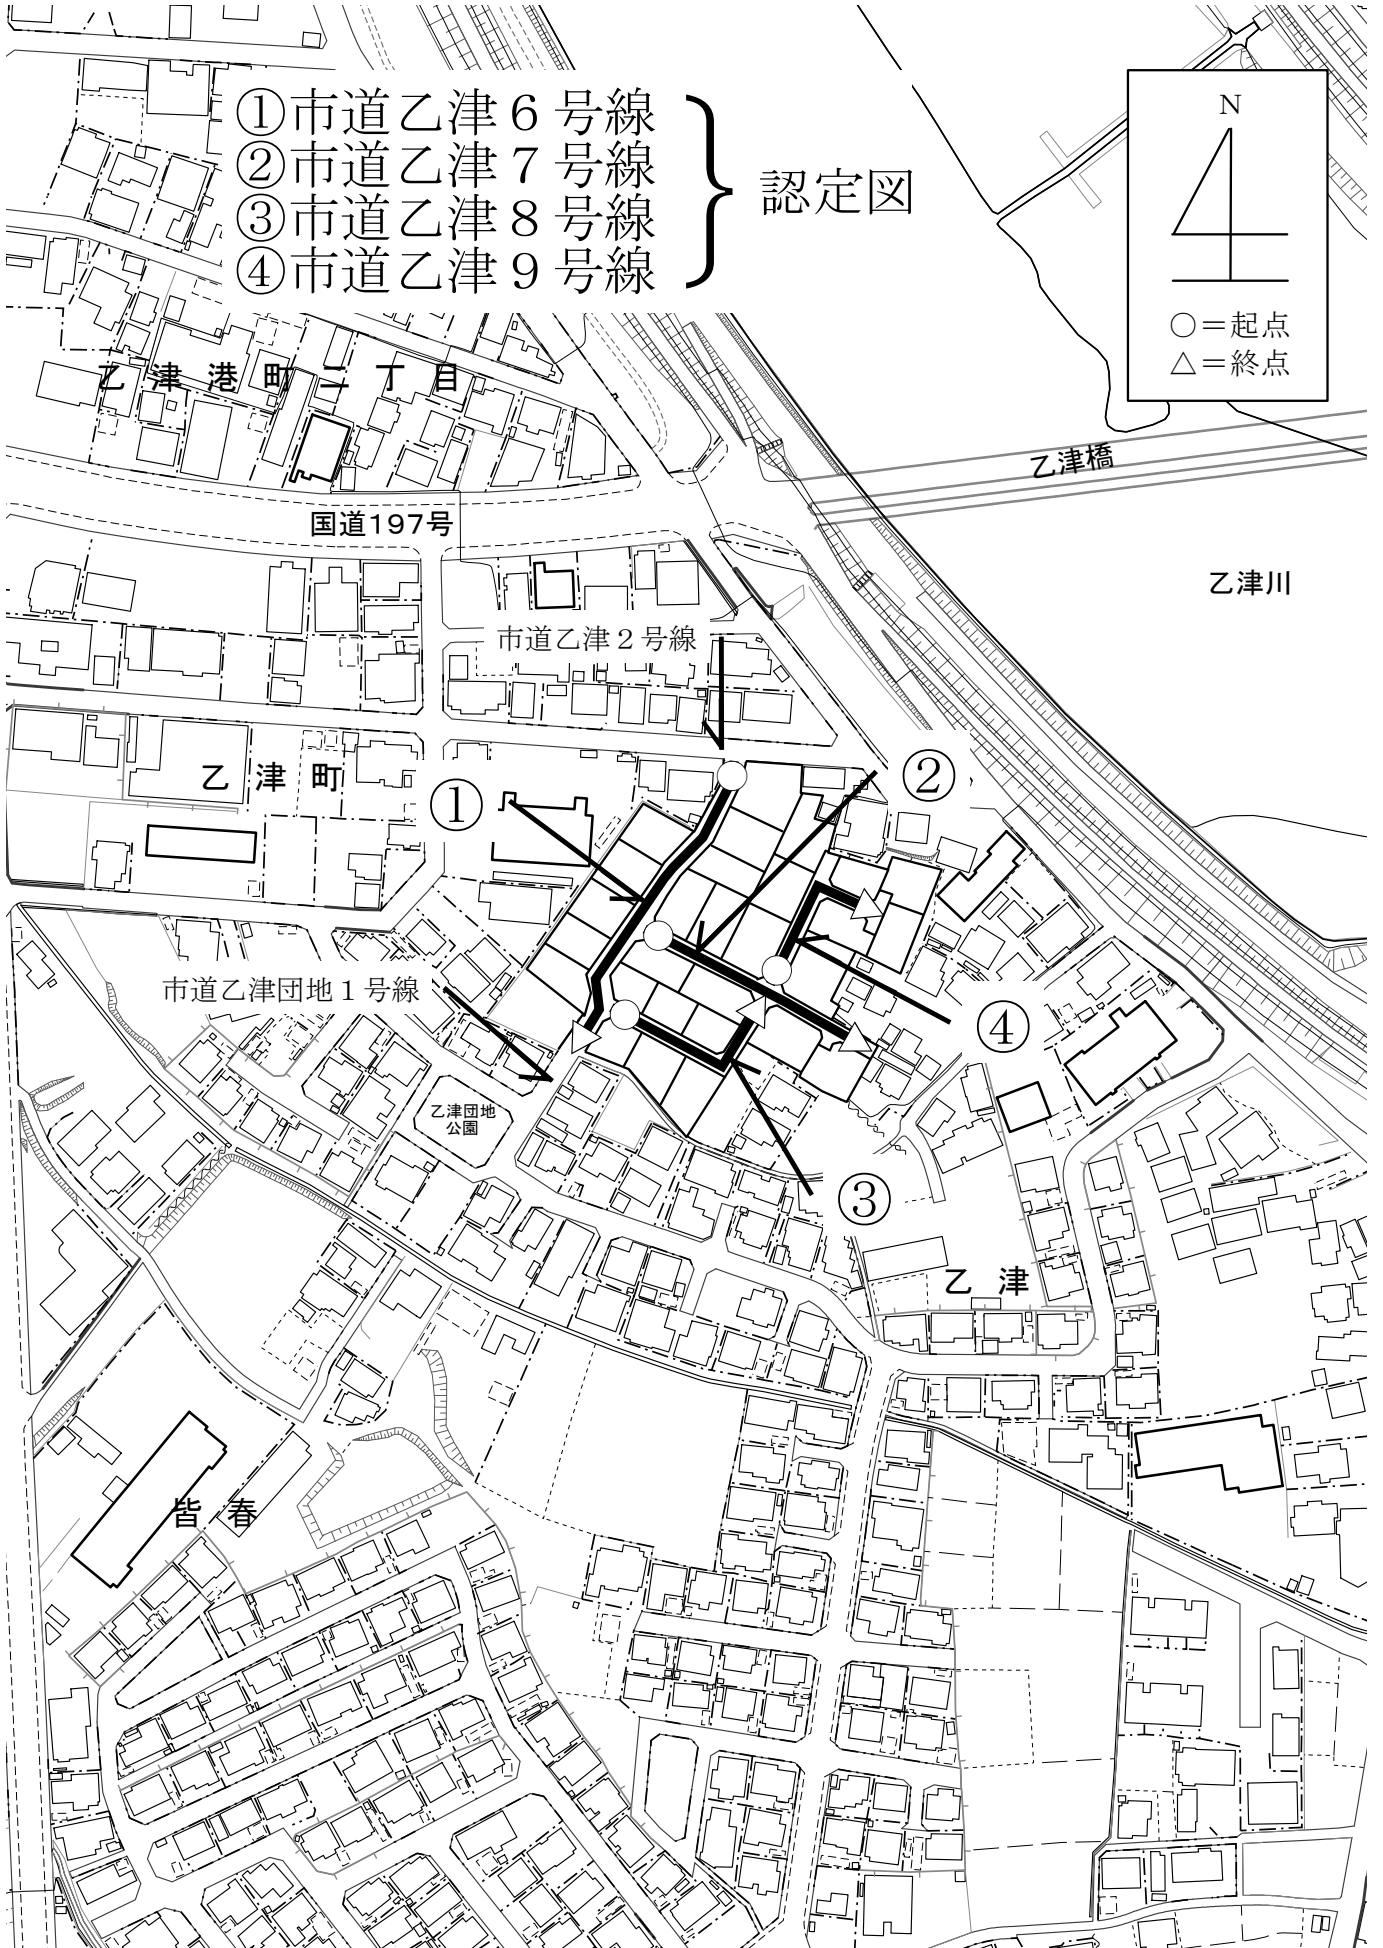 ①市道乙津６号線
②市道乙津７号線
③市道乙津８号線
④市道乙津９号線
認定図
N
○＝起点
△＝終点
乙津港町二丁目
乙津橋
国道197号
乙津川
市道乙津２号線
②
乙津町
①
市道乙津団地１号線
④
乙津団地
公園
③
乙津
皆春